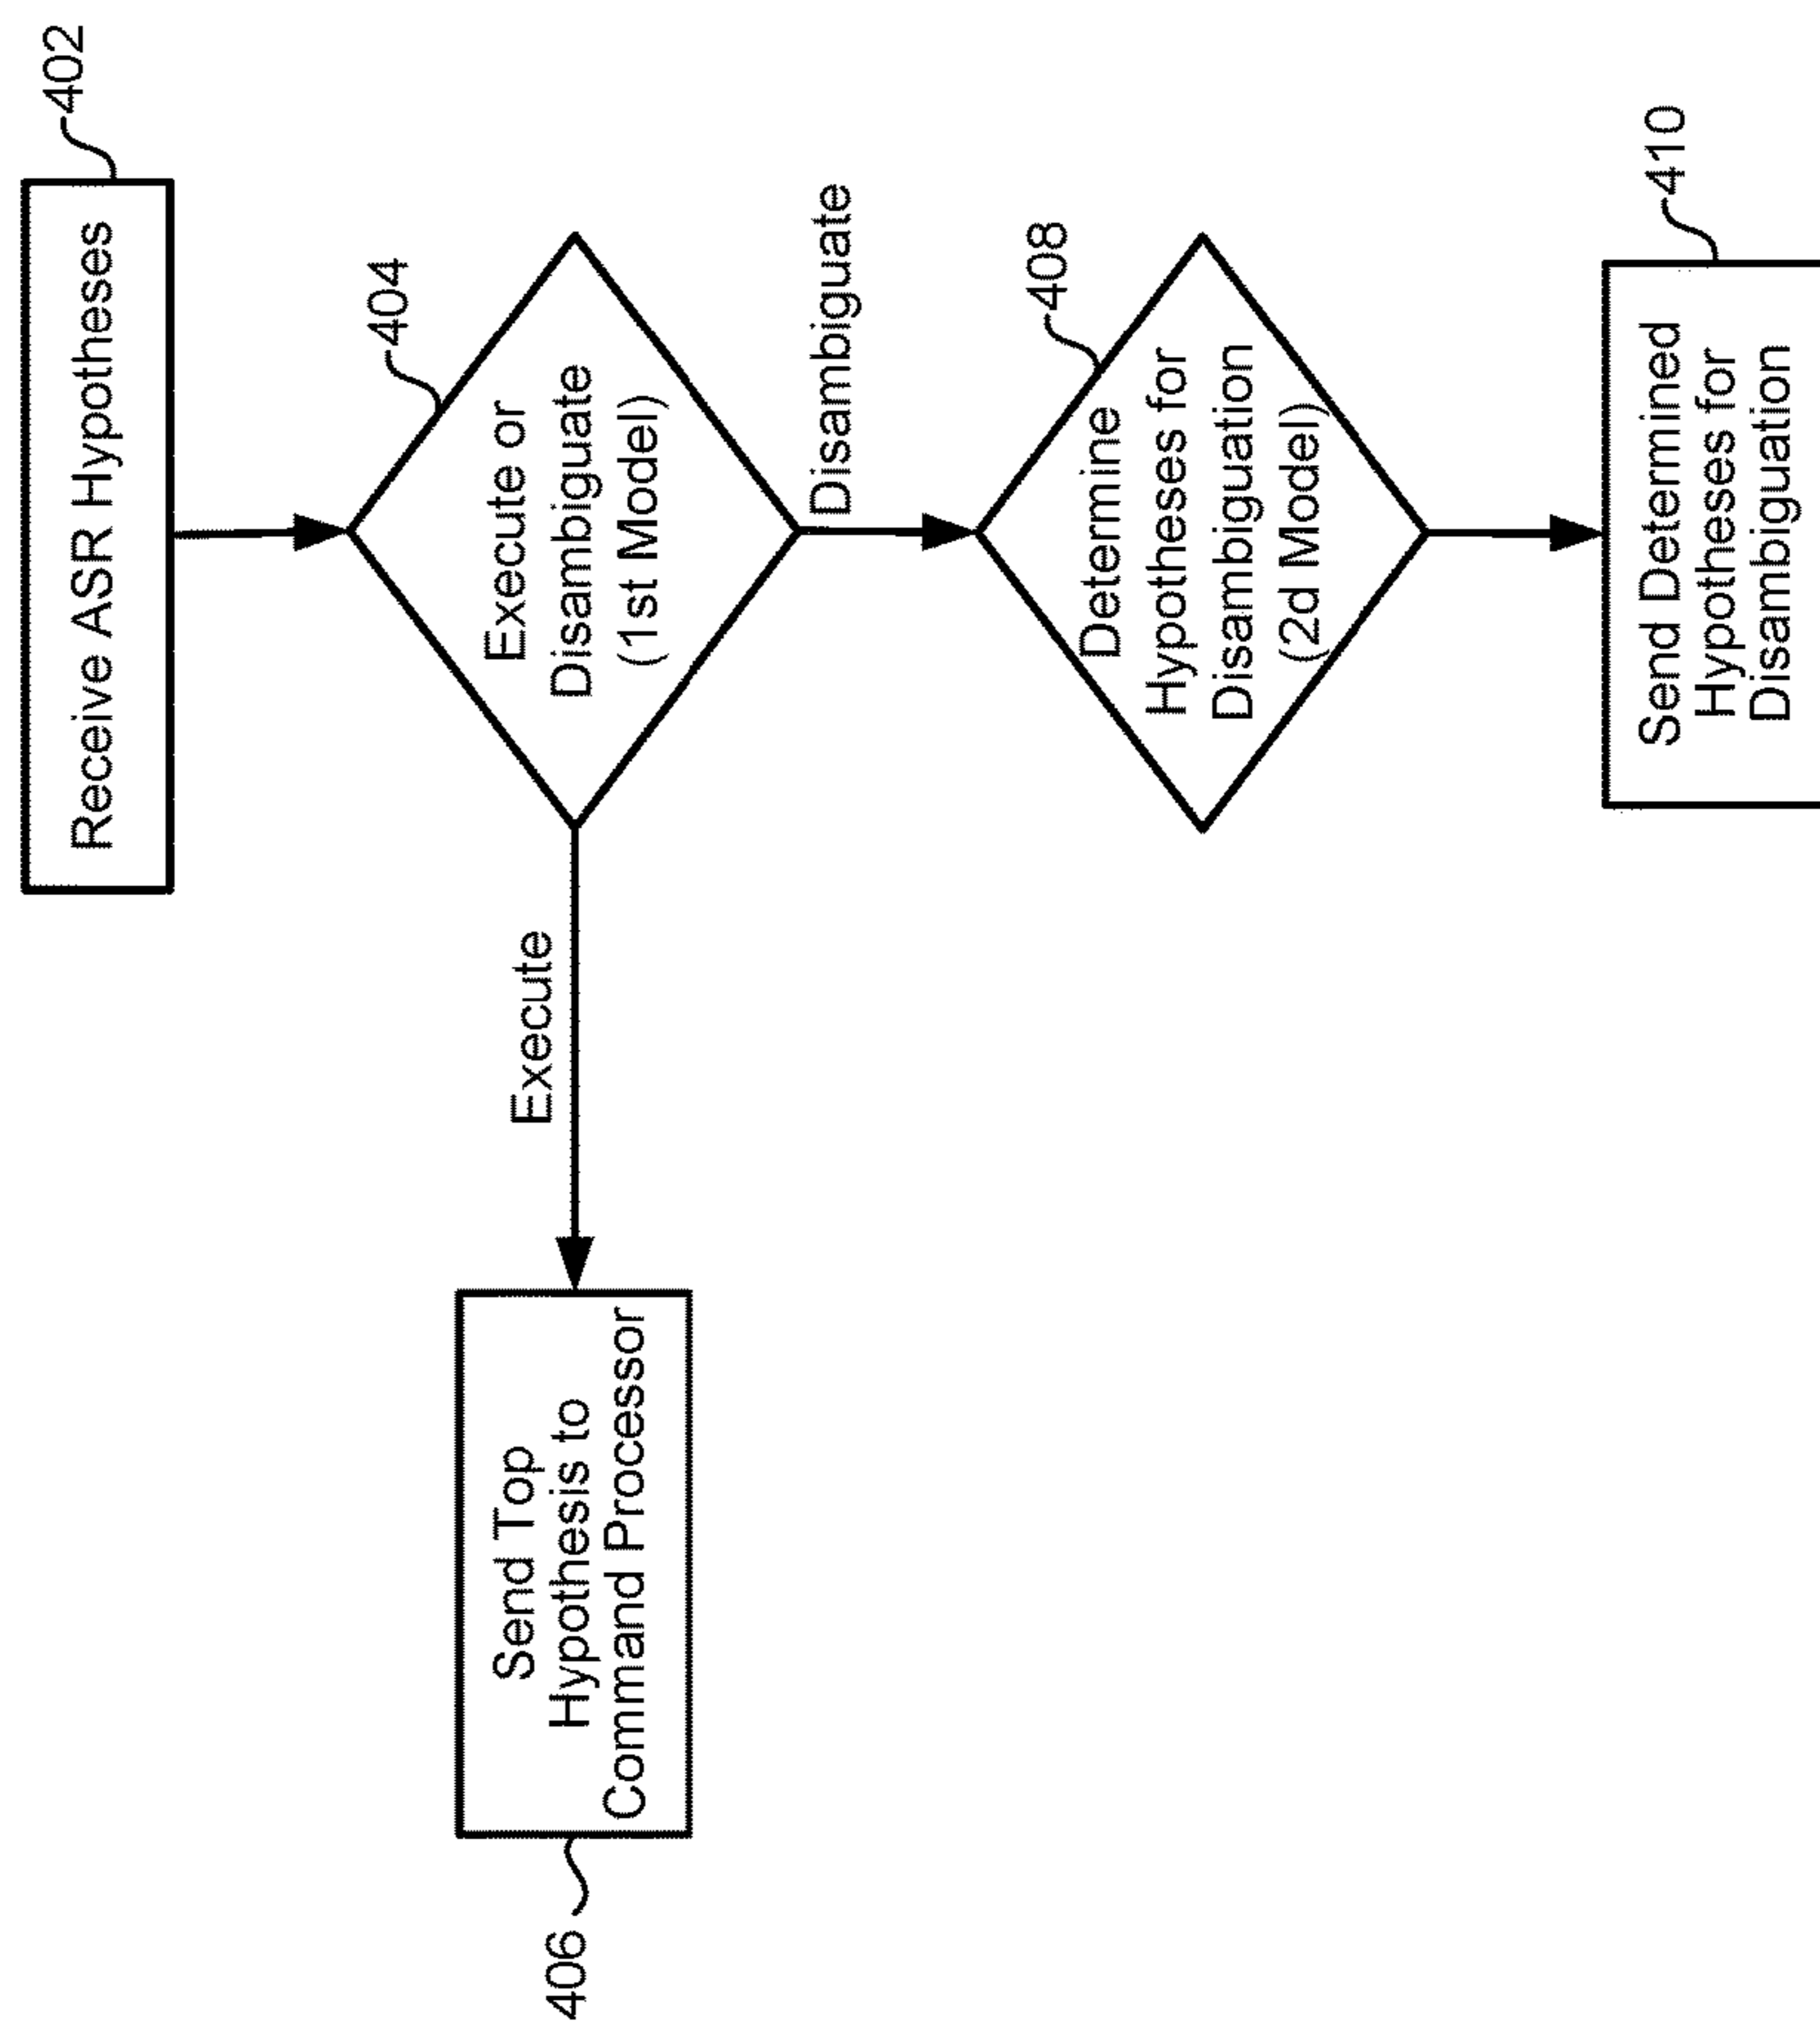 Receive ASR Hypotheses
402
Execute or
Disambiguate
(1st Model)
404
Execute
Send Top
Hypothesis to
Command Processor
406
Disambiguate
Determine
Hypotheses for
Disambiguation
(2d Model)
408
Send Determined
Hypotheses for
Disambiguation
410